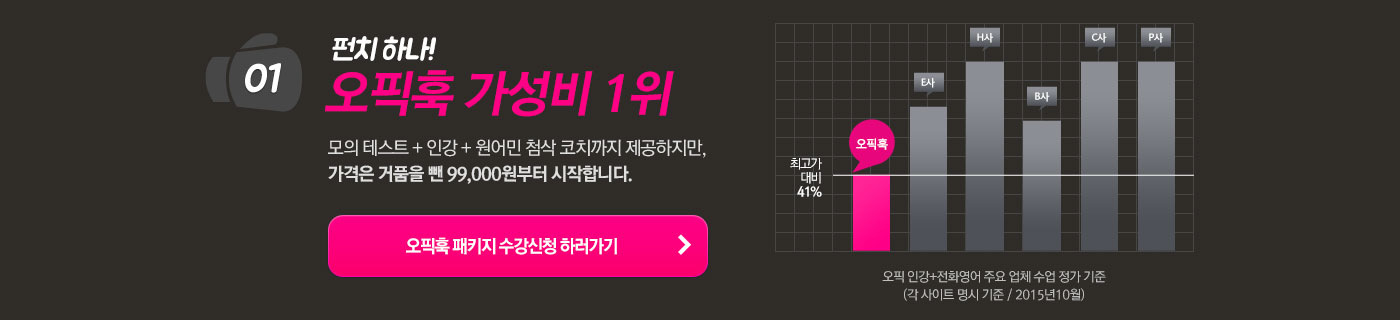 01
펀치 하나!
오픽훅 가성비 1위
모의 테스트 + 인강 + 원어민 첨삭 코치까지 제공하지만,
가격은 거품을 뺀 99,000원부터 시작합니다.
오픽훅 패키지 수강신청 하러가기
최고가
대비
41%
오픽훅
E사
H사
B사
C사
P사
오픽 인강+전화영어 주요 업체 수업 정가 기준
(각 사이트 명시 기준 / 2015년10월)